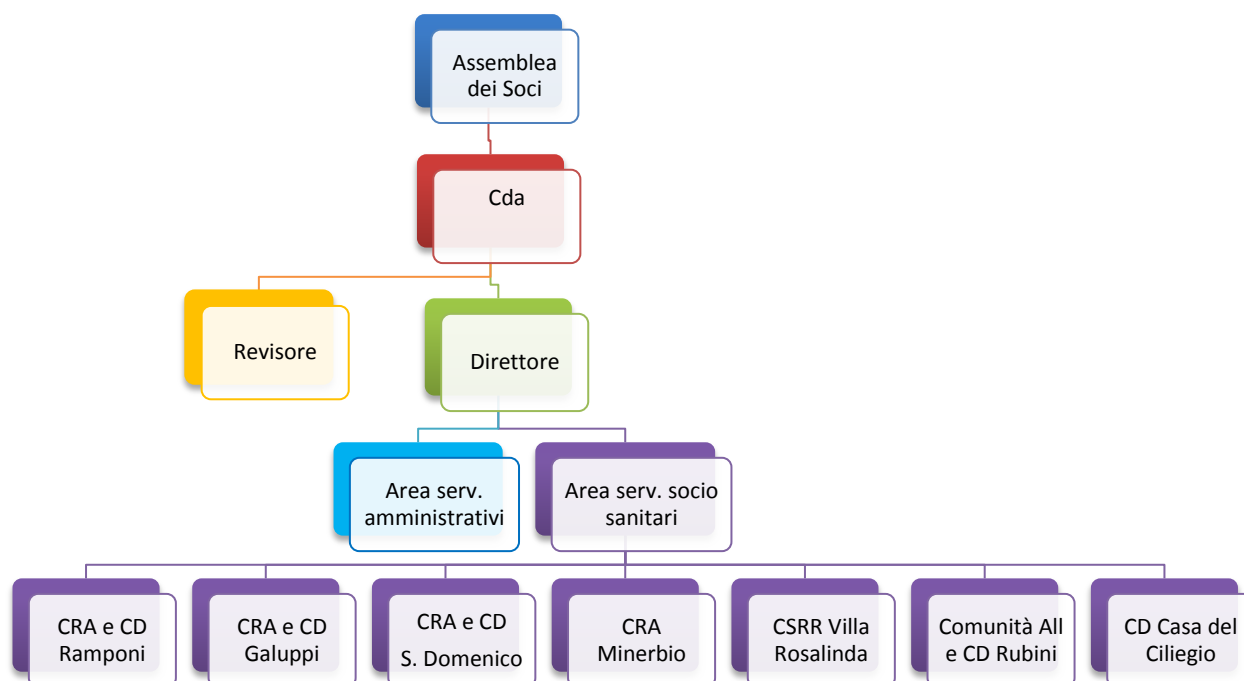 Assemblea
dei Soci
Cda
Revisore
Direttore
Area serv.
amministrativi
Area serv. socio
sanitari
CRA e CD
Ramponi
CRA e CD
Galuppi
CRA e CD
S. Domenico
CRA
Minerbio
CSRR Villa
Rosalinda
Comunità All
e CD Rubini
CD Casa del
Ciliegio